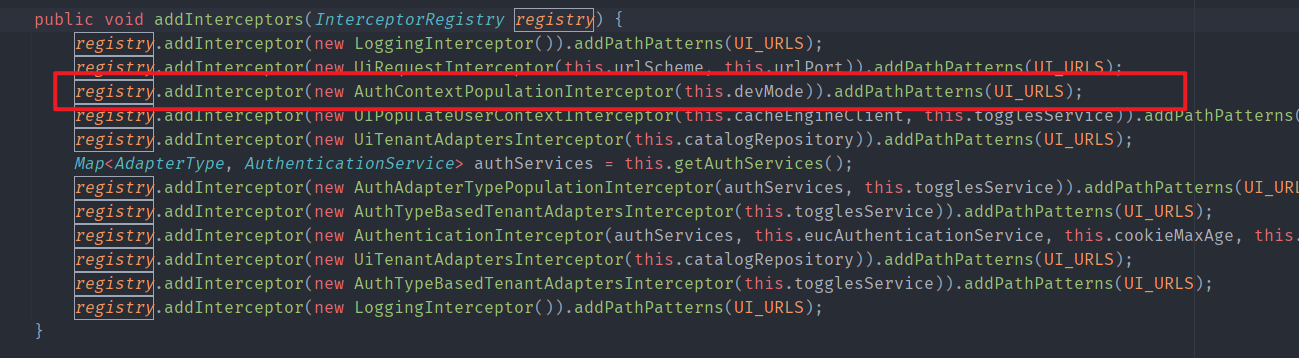 public void addInterceptors(InterceptorRegistry registry) {
registry.addInterceptor(new LoggingInterceptor()).addPathPatterns(UI_URLS);
registry.addInterceptor(new UiRequestInterceptor(this.urlScheme, this.urlPort)).addPathPatterns(UI_URLS);
registry.addInterceptor(new AuthContextPopulationInterceptor(this.devMode)).addPathPatterns(UI_URLS);
registry.addInterceptor(new UIPopulateUserContextInterceptor(this.cacheEngineClient, this.togglesService)).addPathPatterns(
registry.addInterceptor(new UiTenantAdaptersInterceptor(this.catalogRepository)).addPathPatterns(UI_URLS);
Map<AdapterType, AuthenticationService> authServices = this.getAuthServices();
registry.addInterceptor(new AuthAdapterTypePopulationInterceptor(authServices, this.togglesService)).addPathPatterns(UI_URL
registry.addInterceptor(new AuthTypeBasedTenantAdaptersInterceptor(this.togglesService)).addPathPatterns(UI_URLS);
registry.addInterceptor(new AuthenticationInterceptor(authServices, this.eucAuthenticationService, this.cookieMaxAge, this.
registry.addInterceptor(new UiTenantAdaptersInterceptor(this.catalogRepository)).addPathPatterns(UI_URLS);
registry.addInterceptor(new AuthTypeBasedTenantAdaptersInterceptor(this.togglesService)).addPathPatterns(UI_URLS);
registry.addInterceptor(new LoggingInterceptor()).addPathPatterns(UI_URLS);
}